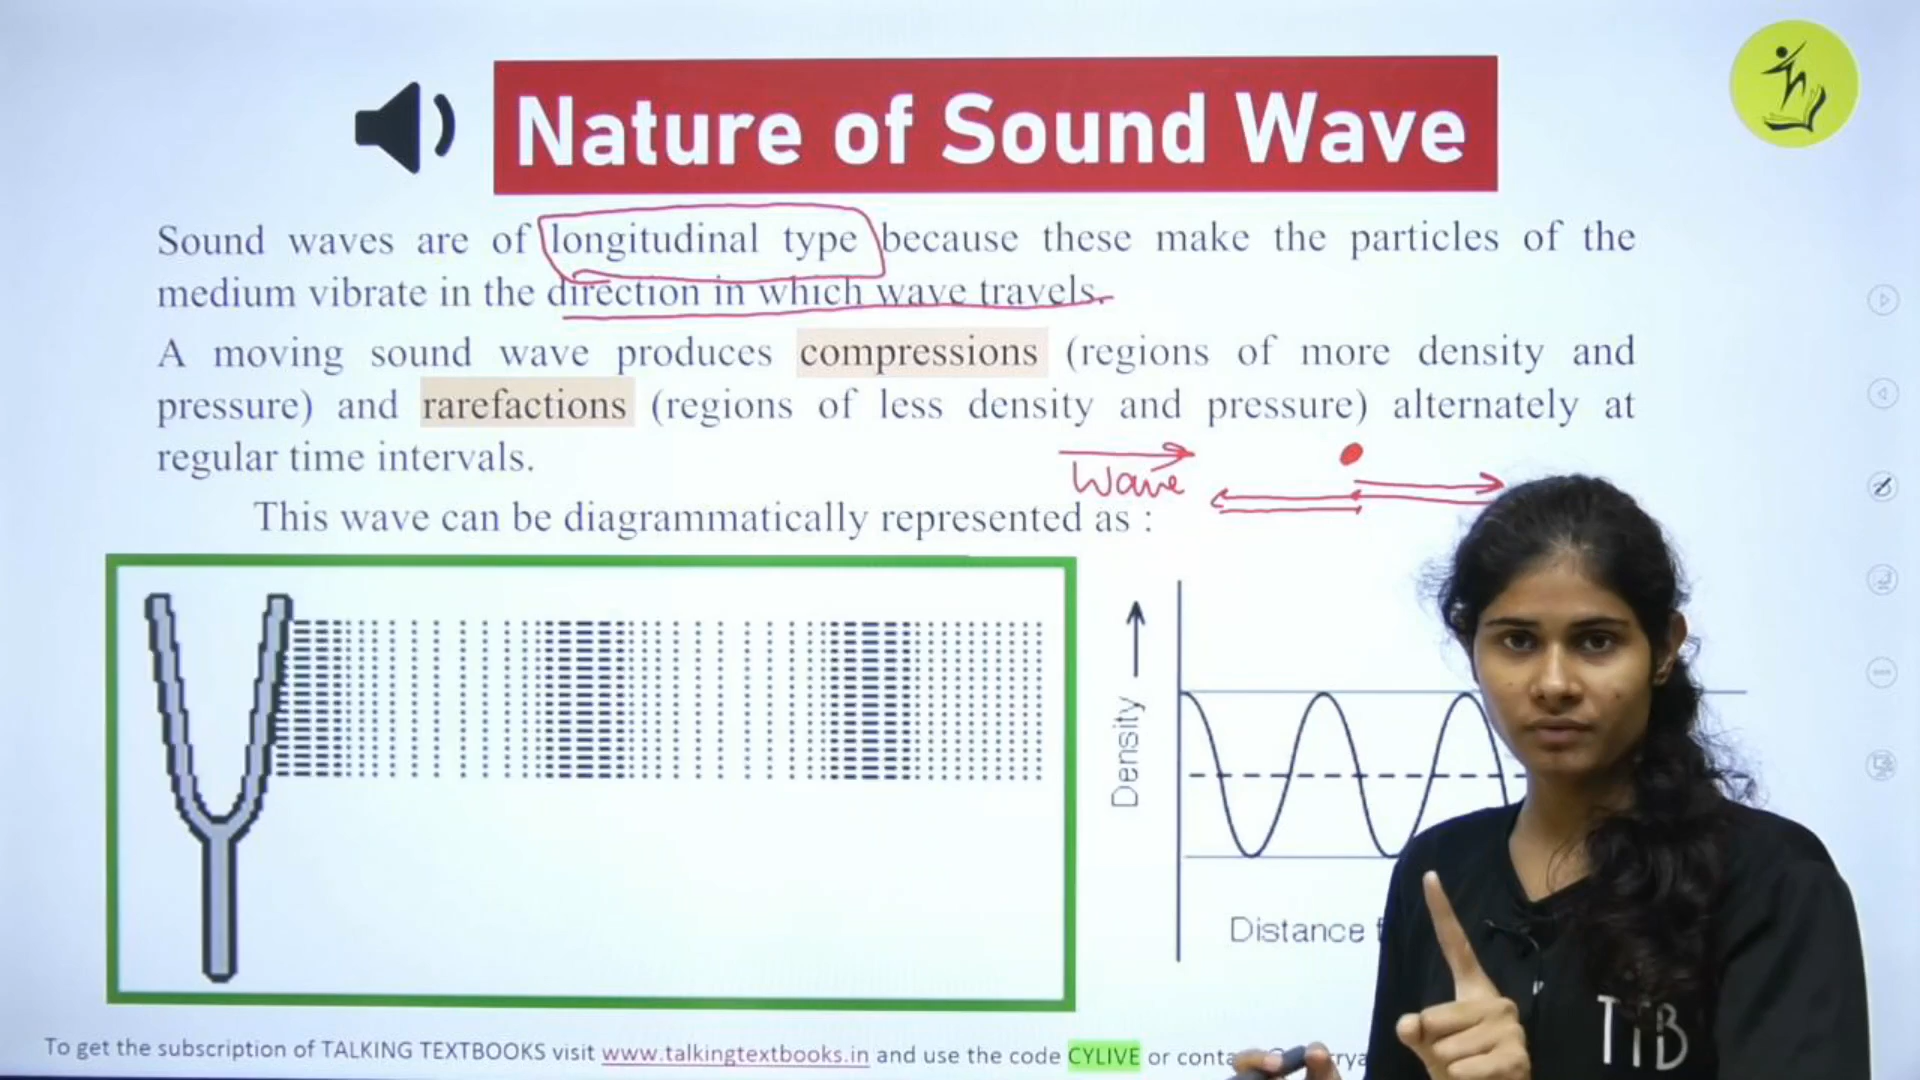 Nature of Sound Wave
Sound waves are of longitudinal type because these make the particles of the
medium vibrate in the direction in which wave travels.
A moving sound wave produces compressions (regions of more density and
pressure) and rarefactions (regions of less density and pressure) alternately at
regular time intervals.
Wave
This wave can be diagrammatically represented as :
Density
Distance
TTB
To get the subscription of TALKING TEXTBOOKS visit www.talkingtextbooks.in and use the code CYLIVE or